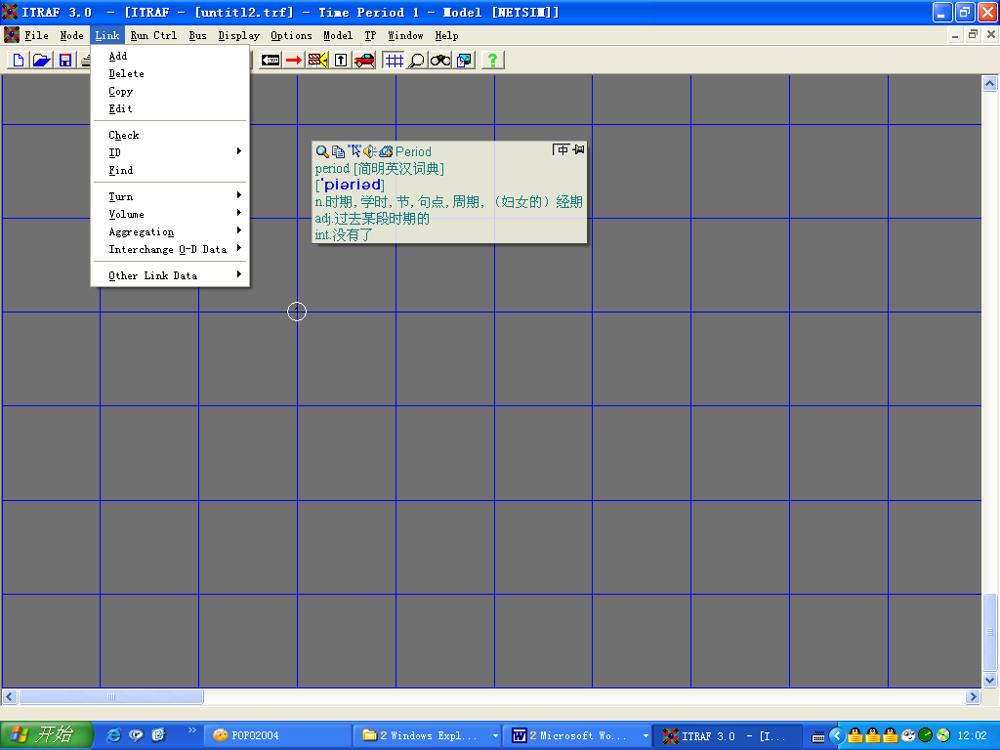 ITRAF 3.0 - [ITRAF - [untitl2.trf] - Time Period 1 - Model [NETSIM]]
File Node Link Run Ctrl Bus Display Options Model TP Window Help
Add
Delete
Copy
Edit
Check
ID
Find
Turn
Volume
Aggregation
Interchange O-D Data
Other Link Data
Period
中
period [简明英汉词典]
['piəriəd]
n.时期,学时,节,句点,周期,（妇女的）经期
adj.过去某段时期的
int.没有了
开始
POPO2004
2 Windows Expl...
2 Microsoft Wo...
ITRAF 3.0 - [I...
12:02